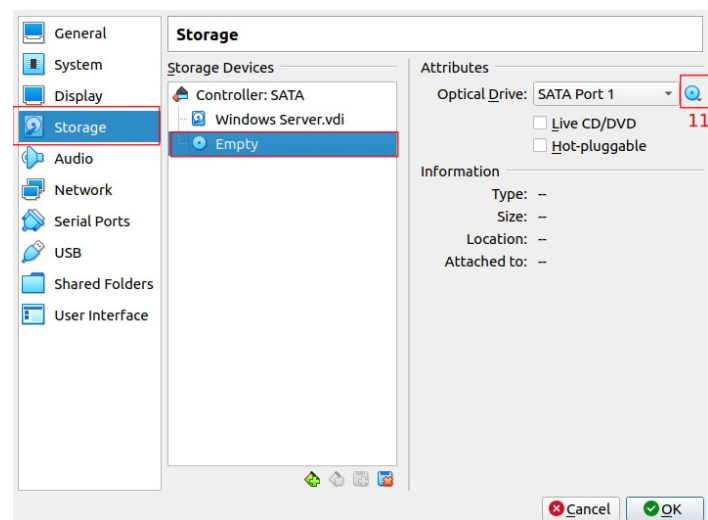 General
System
Display
Storage
Audio
Network
Serial Ports
USB
Shared Folders
User Interface
Storage
Storage Devices
Controller: SATA
Windows Server.vdi
Empty
Attributes
Optical Drive: SATA Port 1
11
Live CD/DVD
Hot-pluggable
Information
Type: --
Size: --
Location: --
Attached to: --
Cancel
OK